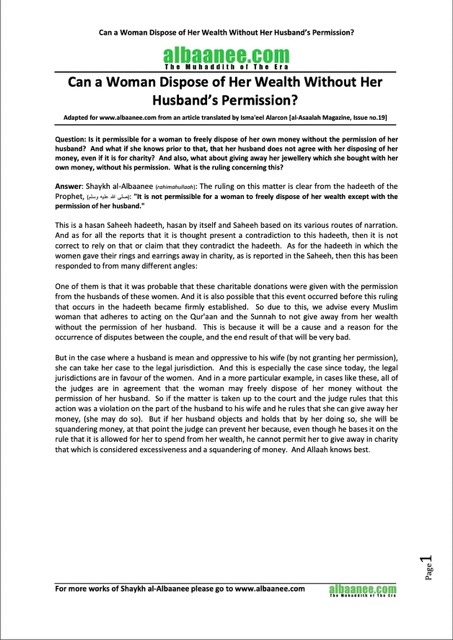 Can a Woman Dispose of Her Wealth Without Her Husband's Permission?
albaanee.com
The Muhaddith of The Era
Can a Woman Dispose of Her Wealth Without Her
Husband's Permission?
Adapted for www.albaanee.com from an article translated by Isma'eel Alarcon [al-Asaalah Magazine, Issue no.19]
Question: Is it permissible for a woman to freely dispose of her own money without the permission of her
husband? And what if she knows prior to that, that her husband does not agree with her disposing of her
money, even if it is for charity? And also, what about giving away her jewellery which she bought with her
own money, without his permission. What is the ruling concerning this?
Answer: Shaykh al-Albaanee (rahimahullaah): The ruling on this matter is clear from the hadeeth of the
Prophet, (صلى الله عليه وسلم): "It is not permissible for a woman to freely dispose of her wealth except with the
permission of her husband."
This is a hasan Saheeh hadeeth, hasan by itself and Saheeh based on its various routes of narration.
And as for all the reports that it is thought present a contradiction to this hadeeth, then it is not
correct to rely on that or claim that they contradict the hadeeth. As for the hadeeth in which the
women gave their rings and earrings away in charity, as is reported in the Saheeh, then this has been
responded to from many different angles:
One of them is that it was probable that these charitable donations were given with the permission
from the husbands of these women. And it is also possible that this event occurred before this ruling
that occurs in the hadeeth became firmly established. So due to this, we advise every Muslim
woman that adheres to acting on the Qur'aan and the Sunnah to not give away from her wealth
without the permission of her husband. This is because it will be a cause and a reason for the
occurrence of disputes between the couple, and the end result of that will be very bad.
But in the case where a husband is mean and oppressive to his wife (by not granting her permission),
she can take her case to the legal jurisdiction. And this is especially the case since today, the legal
jurisdictions are in favour of the women. And in a more particular example, in cases like these, all of
the judges are in agreement that the woman may freely dispose of her money without the
permission of her husband. So if the matter is taken up to the court and the judge rules that this
action was a violation on the part of the husband to his wife and he rules that she can give away her
money, (she may do so). But if her husband objects and holds that by her doing so, she will be
squandering money, at that point the judge can prevent her because, even though he bases it on the
rule that it is allowed for her to spend from her wealth, he cannot permit her to give away in charity
that which is considered excessiveness and a squandering of money. And Allaah knows best.
Page 1
For more works of Shaykh al-Albaanee please go to www.albaanee.com
albaanee.com
The Muhaddith of The Era